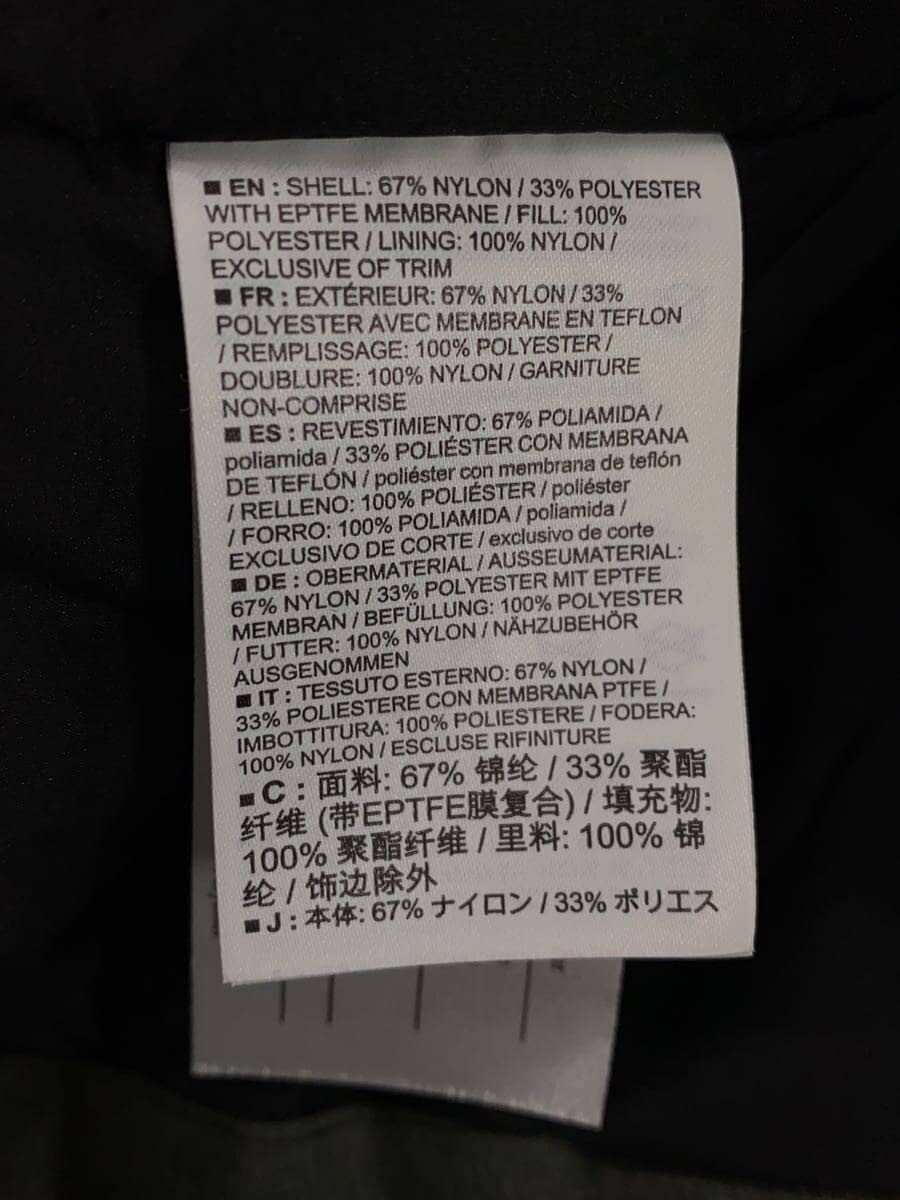 ■ EN : SHELL: 67% NYLON / 33% POLYESTER
WITH EPTFE MEMBRANE / FILL: 100%
POLYESTER / LINING: 100% NYLON /
EXCLUSIVE OF TRIM
■ FR : EXTÉRIEUR: 67% NYLON / 33%
POLYESTER AVEC MEMBRANE EN TEFLON
/ REMPLISSAGE: 100% POLYESTER /
DOUBLURE: 100% NYLON / GARNITURE
NON-COMPRISE
■ ES : REVESTIMIENTO: 67% POLIAMIDA /
poliamida / 33% POLIÉSTER CON MEMBRANA
DE TEFLÓN / poliéster con membrana de teflón
/ RELLENO: 100% POLIÉSTER / poliéster
/ FORRO: 100% POLIAMIDA / poliamida /
EXCLUSIVO DE CORTE / exclusivo de corte
■ DE : OBERMATERIAL / AUSSEUMATERIAL:
67% NYLON / 33% POLYESTER MIT EPTFE
MEMBRAN / BEFÜLLUNG: 100% POLYESTER
/ FUTTER: 100% NYLON / NÄHZUBEHÖR
AUSGENOMMEN
■ IT : TESSUTO ESTERNO: 67% NYLON /
33% POLIESTERE CON MEMBRANA PTFE /
IMBOTTITURA: 100% POLIESTERE / FODERA:
100% NYLON / ESCLUSE RIFINITURE
■ C : 面料: 67% 锦纶 / 33% 聚酯
纤维 (带EPTFE膜复合) / 填充物:
100% 聚酯纤维 / 里料: 100% 锦
纶 / 饰边除外
■ J : 本体: 67% ナイロン / 33% ポリエス